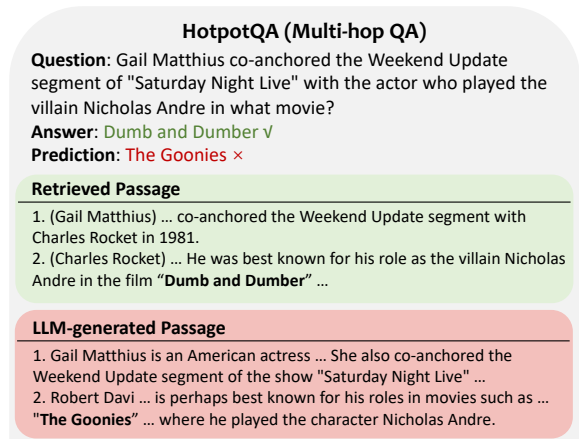 HotpotQA (Multi-hop QA)
Question: Gail Matthius co-anchored the Weekend Update
segment of "Saturday Night Live" with the actor who played the
villain Nicholas Andre in what movie?
Answer: Dumb and Dumber √
Prediction: The Goonies ×
Retrieved Passage
1. (Gail Matthius) ... co-anchored the Weekend Update segment with
Charles Rocket in 1981.
2. (Charles Rocket) ... He was best known for his role as the villain Nicholas
Andre in the film “Dumb and Dumber” ...
LLM-generated Passage
1. Gail Matthius is an American actress ... She also co-anchored the
Weekend Update segment of the show "Saturday Night Live" ...
2. Robert Davi ... is perhaps best known for his roles in movies such as ...
"The Goonies” ... where he played the character Nicholas Andre.